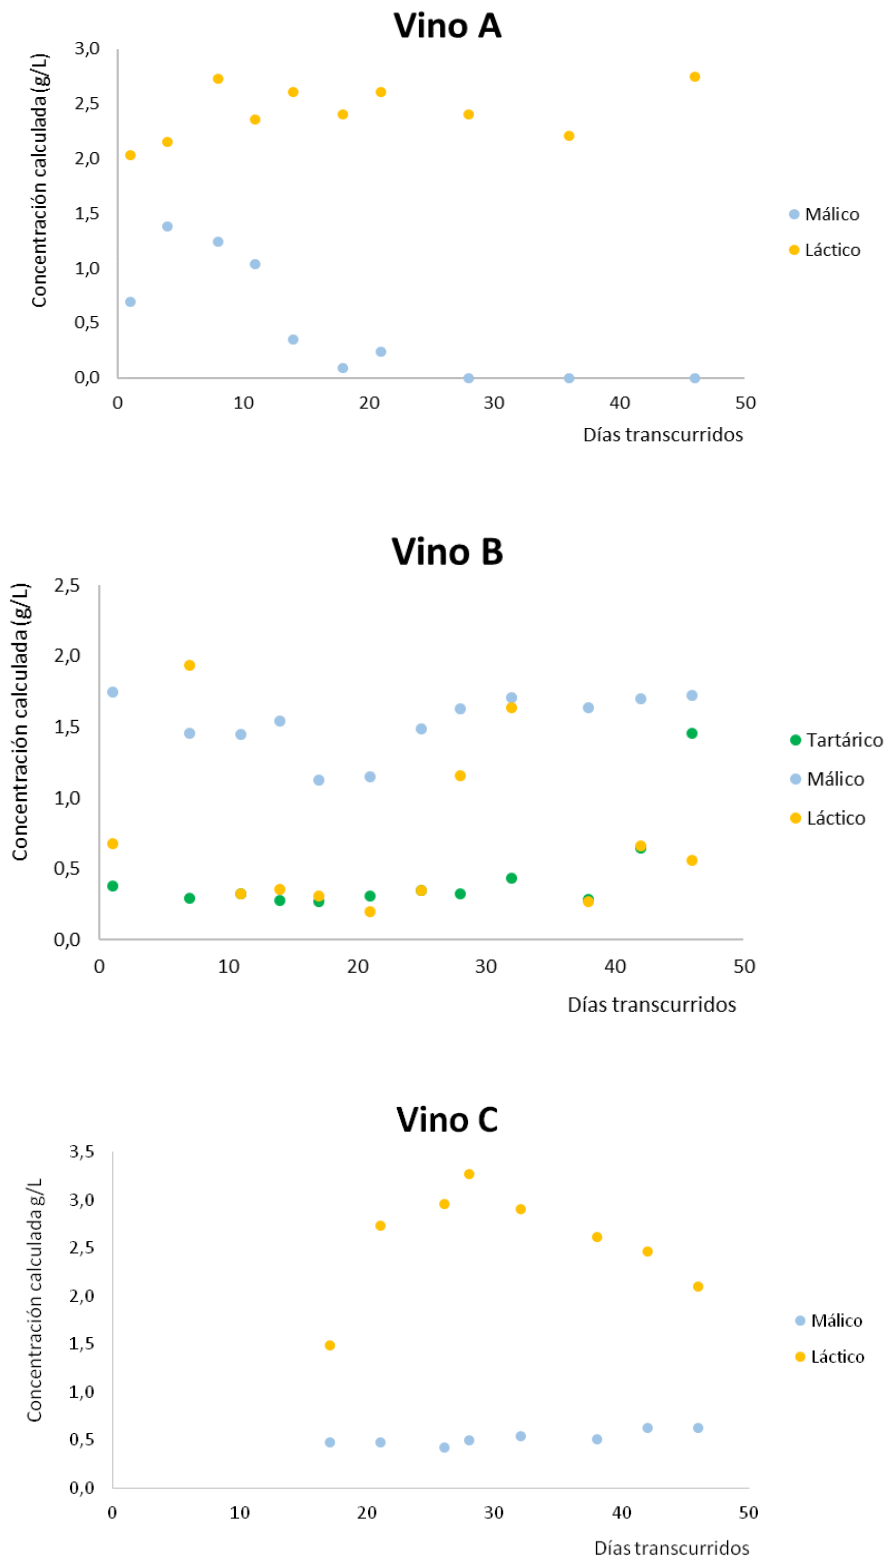 Vino A
Concentración calculada (g/L)
3,0
2,5
2,0
1,5
1,0
0,5
0,0
0 10 20 30 40 50
Días transcurridos
Málico
Láctico
Vino B
Concentración calculada (g/L)
2,5
2,0
1,5
1,0
0,5
0,0
0 10 20 30 40 50
Días transcurridos
Tartárico
Málico
Láctico
Vino C
Concentración calculada g/L
3,5
3,0
2,5
2,0
1,5
1,0
0,5
0,0
0 10 20 30 40 50
Días transcurridos
Málico
Láctico